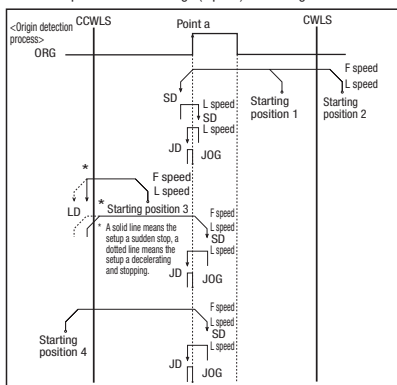 <Origin detection process>
CCWLS
Point a
CWLS
ORG
F speed
L speed
SD
L speed
SD
Starting position 1
Starting position 2
L speed
JD
JOG
*
F speed
L speed
*
LD
Starting position 3
* A solid line means the
setup a sudden stop, a
dotted line means the
setup a decelerating
and stopping.
F speed
L speed
SD
L speed
JD
JOG
F speed
L speed
SD
Starting
position 4
L speed
JD
JOG